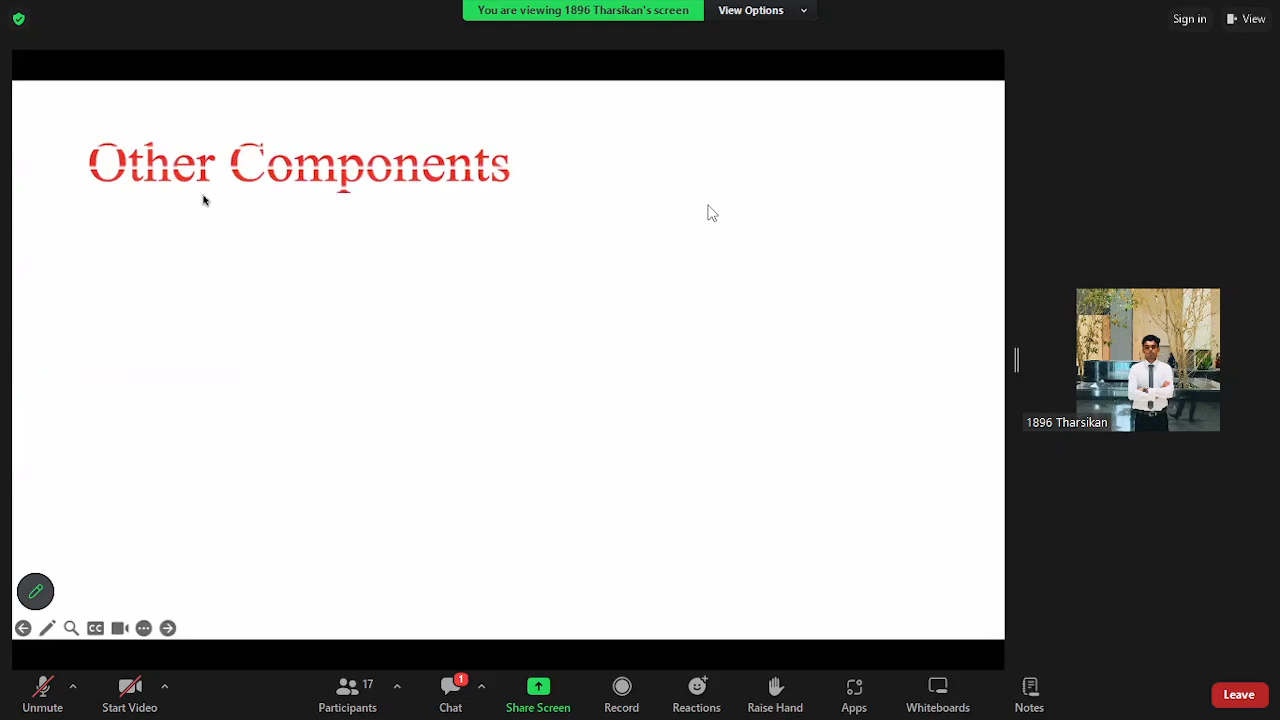 You are viewing 1896 Tharsikan's screen
View Options
Sign in
View
Other Components
1896 Tharsikan
CC
Unmute
Start Video
17
Participants
1
Chat
Share Screen
Record
Reactions
Raise Hand
Apps
Whiteboards
Notes
Leave